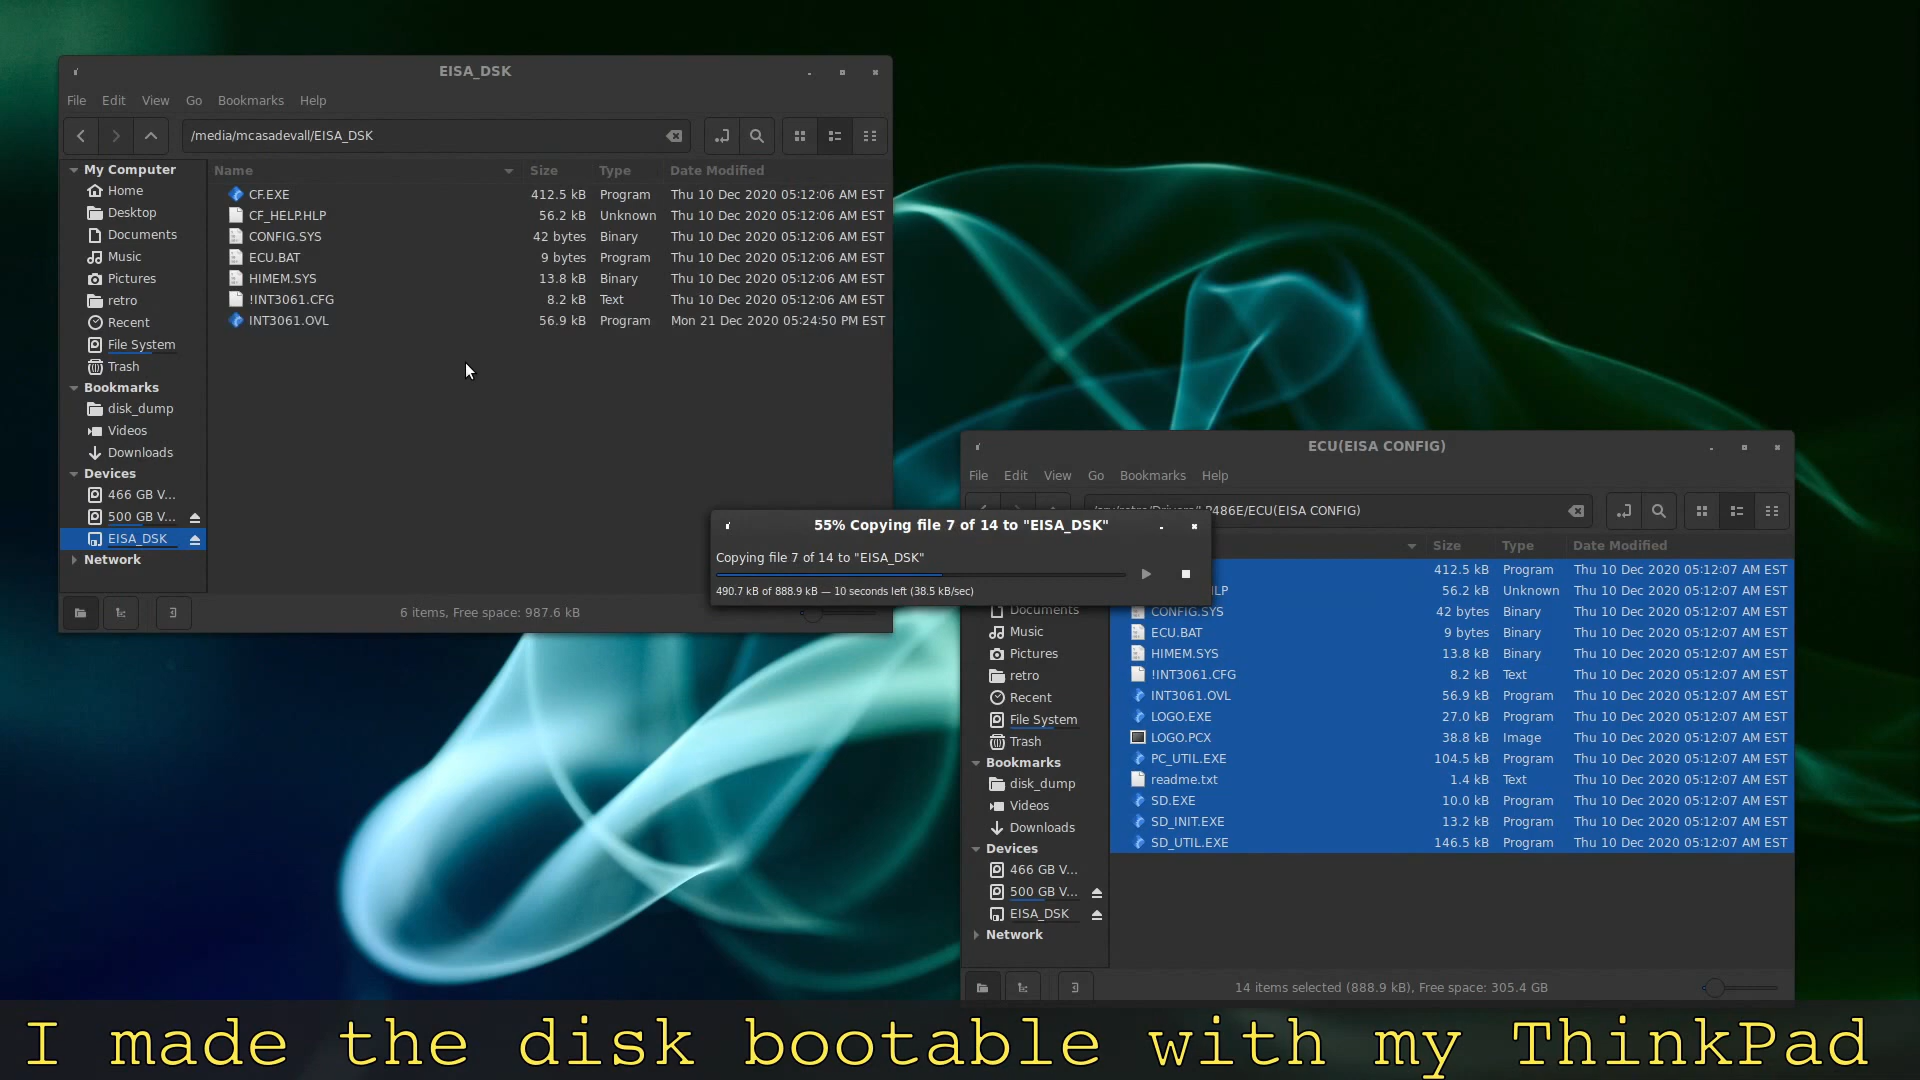 EISA_DSK
File Edit View Go Bookmarks Help
/media/mcasadevall/EISA_DSK
My Computer
Home
Desktop
Documents
Music
Pictures
retro
Recent
File System
Trash
Bookmarks
disk_dump
Videos
Downloads
Devices
466 GB V...
500 GB V...
EISA_DSK
Network
Name Size Type Date Modified
CF.EXE 412.5 kB Program Thu 10 Dec 2020 05:12:06 AM EST
CF_HELP.HLP 56.2 kB Unknown Thu 10 Dec 2020 05:12:06 AM EST
CONFIG.SYS 42 bytes Binary Thu 10 Dec 2020 05:12:06 AM EST
ECU.BAT 9 bytes Program Thu 10 Dec 2020 05:12:06 AM EST
HIMEM.SYS 13.8 kB Binary Thu 10 Dec 2020 05:12:06 AM EST
!INT3061.CFG 8.2 kB Text Thu 10 Dec 2020 05:12:06 AM EST
INT3061.OVL 56.9 kB Program Mon 21 Dec 2020 05:24:50 PM EST
6 items, Free space: 987.6 kB
55% Copying file 7 of 14 to "EISA_DSK"
Copying file 7 of 14 to "EISA_DSK"
490.7 kB of 888.9 kB — 10 seconds left (38.5 kB/sec)
ECU(EISA CONFIG)
File Edit View Go Bookmarks Help
486E/ECU(EISA CONFIG)
Documents
Music
Pictures
retro
Recent
File System
Trash
Bookmarks
disk_dump
Videos
Downloads
Devices
466 GB V...
500 GB V...
EISA_DSK
Network
Size Type Date Modified
412.5 kB Program Thu 10 Dec 2020 05:12:07 AM EST
LP 56.2 kB Unknown Thu 10 Dec 2020 05:12:07 AM EST
CONFIG.SYS 42 bytes Binary Thu 10 Dec 2020 05:12:07 AM EST
ECU.BAT 9 bytes Binary Thu 10 Dec 2020 05:12:07 AM EST
HIMEM.SYS 13.8 kB Binary Thu 10 Dec 2020 05:12:07 AM EST
!INT3061.CFG 8.2 kB Text Thu 10 Dec 2020 05:12:07 AM EST
INT3061.OVL 56.9 kB Program Thu 10 Dec 2020 05:12:07 AM EST
LOGO.EXE 27.0 kB Program Thu 10 Dec 2020 05:12:07 AM EST
LOGO.PCX 38.8 kB Image Thu 10 Dec 2020 05:12:07 AM EST
PC_UTIL.EXE 104.5 kB Program Thu 10 Dec 2020 05:12:07 AM EST
readme.txt 1.4 kB Text Thu 10 Dec 2020 05:12:07 AM EST
SD.EXE 10.0 kB Program Thu 10 Dec 2020 05:12:07 AM EST
SD_INIT.EXE 13.2 kB Program Thu 10 Dec 2020 05:12:07 AM EST
SD_UTIL.EXE 146.5 kB Program Thu 10 Dec 2020 05:12:07 AM EST
14 items selected (888.9 kB), Free space: 305.4 GB
I made the disk bootable with my ThinkPad